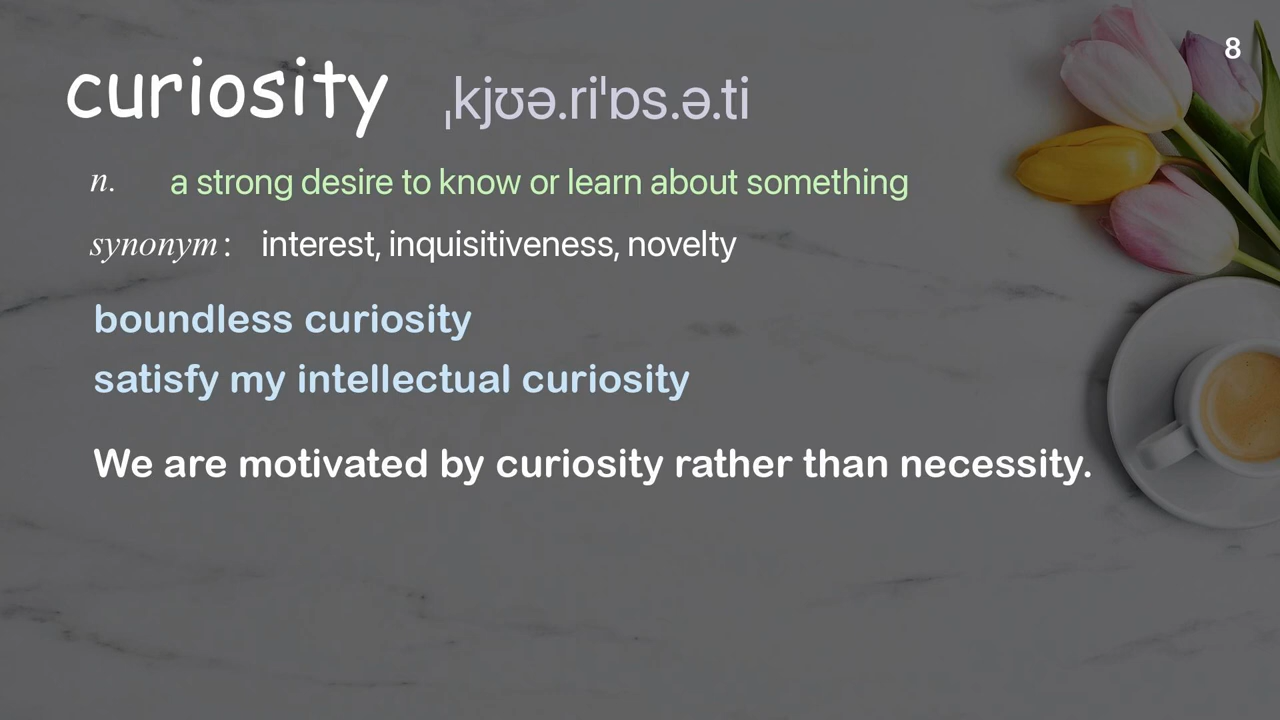 8
curiosity ˌkjʊə.riˈɒs.ə.ti
n. a strong desire to know or learn about something
synonym: interest, inquisitiveness, novelty
boundless curiosity
satisfy my intellectual curiosity
We are motivated by curiosity rather than necessity.